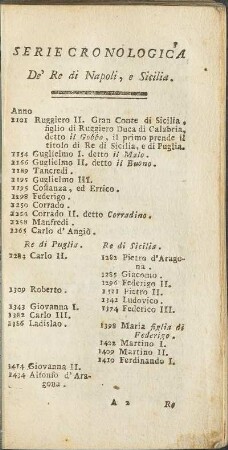 SERIE CRONOLOGICA
De' Re di Napoli, e Sicilia.
Anno
1101 Ruggiero II. Gran Conte di Sicilia,
figlio di Ruggiero Duca di Calabria,
detto il Gobbo, il primo prende il
titolo di Re di Sicilia, e di Puglia.
1154 Guglielmo I. detto il Malo.
1166 Guglielmo II. detto il Buono.
1189 Tancredi.
1195 Guglielmo III.
1195 Costanza, ed Errico.
1198 Federigo.
1250 Corrado.
1254 Corrado II. detto Corradino.
1258 Manfredi.
1265 Carlo d' Angiò.
Re di Puglia. Re di Sicilia.
1285 Carlo II. 1282 Pietro d'Arago-
na.
1285 Giacomo.
1296 Federigo II.
1309 Roberto. 1321 Pietro II.
1342 Ludovico.
1343 Giovanna I. 1374 Federico III.
1382 Carlo III.
1386 Ladislao. 1398 Maria figlia di
Federigo.
1402 Martino I.
1409 Martino II.
1410 Ferdinando I.
1414 Giovanna II.
1434 Alfonso d' Ara-
gona.
A 2 Re